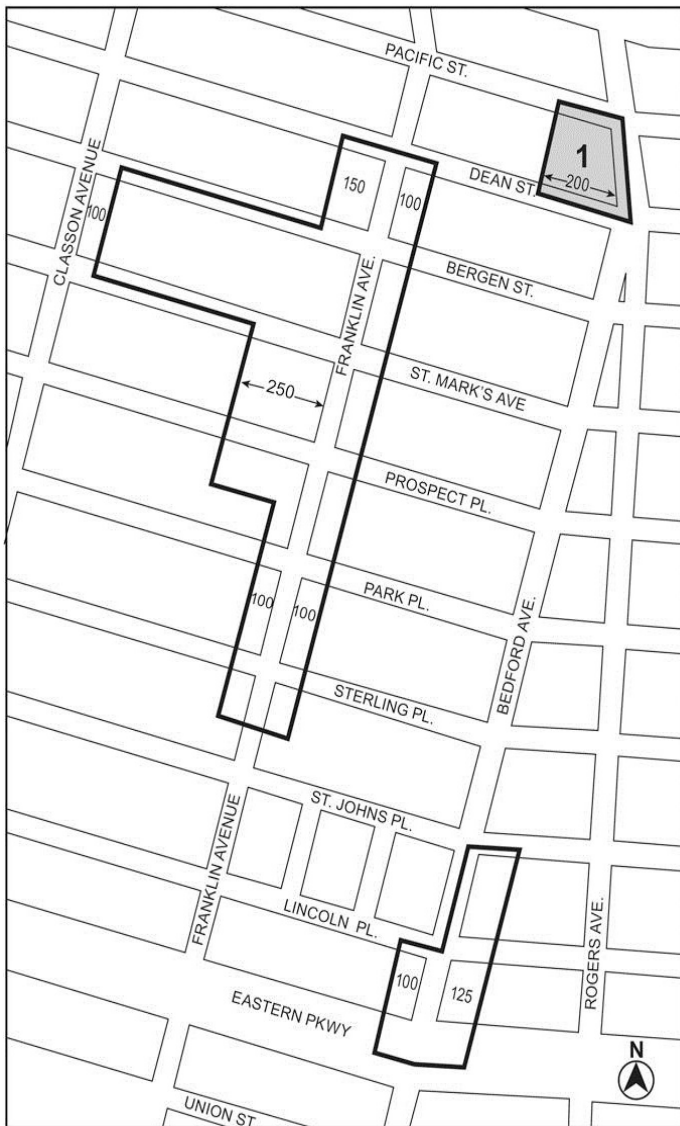 PACIFIC ST.
1
200
DEAN ST.
150
100
CLASSON AVENUE
100
BERGEN ST.
FRANKLIN AVE.
ST. MARK'S AVE
250
PROSPECT PL.
PARK PL.
100
100
BEDFORD AVE.
STERLING PL.
ST. JOHNS PL.
FRANKLIN AVENUE
LINCOLN PL.
ROGERS AVE.
100
125
EASTERN PKWY
N
UNION ST